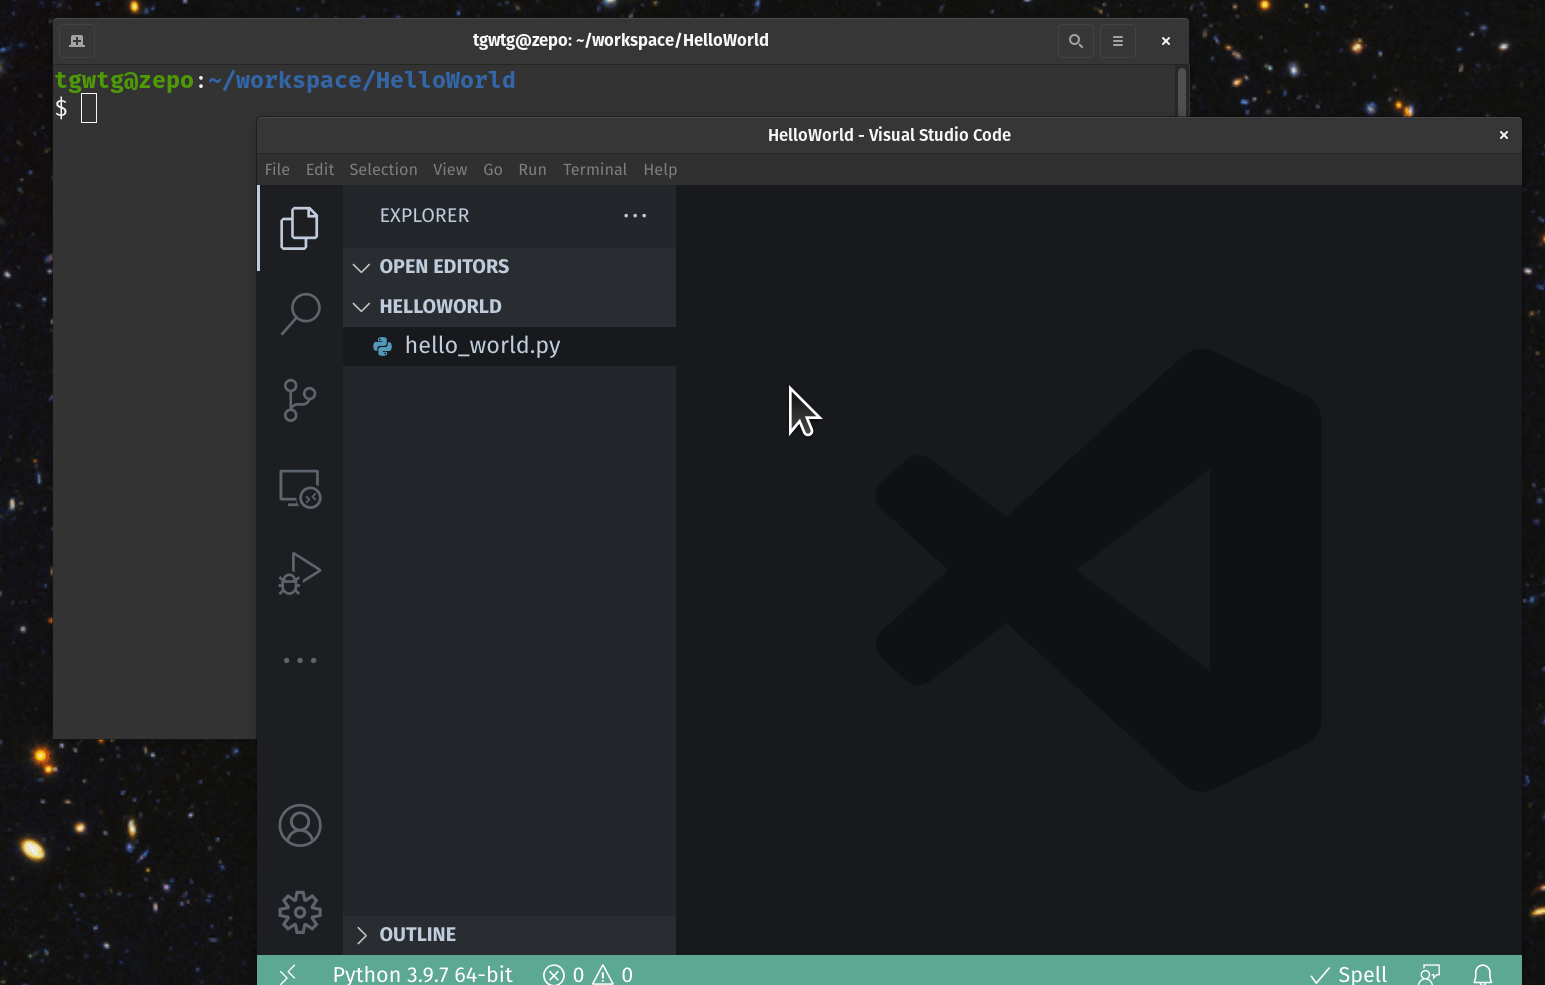 tgwtg@zepo: ~/workspace/HelloWorld
tgwtg@zepo:~/workspace/HelloWorld
$
HelloWorld - Visual Studio Code
File Edit Selection View Go Run Terminal Help
EXPLORER
OPEN EDITORS
HELLOWORLD
hello_world.py
OUTLINE
Python 3.9.7 64-bit 0 0 Spell